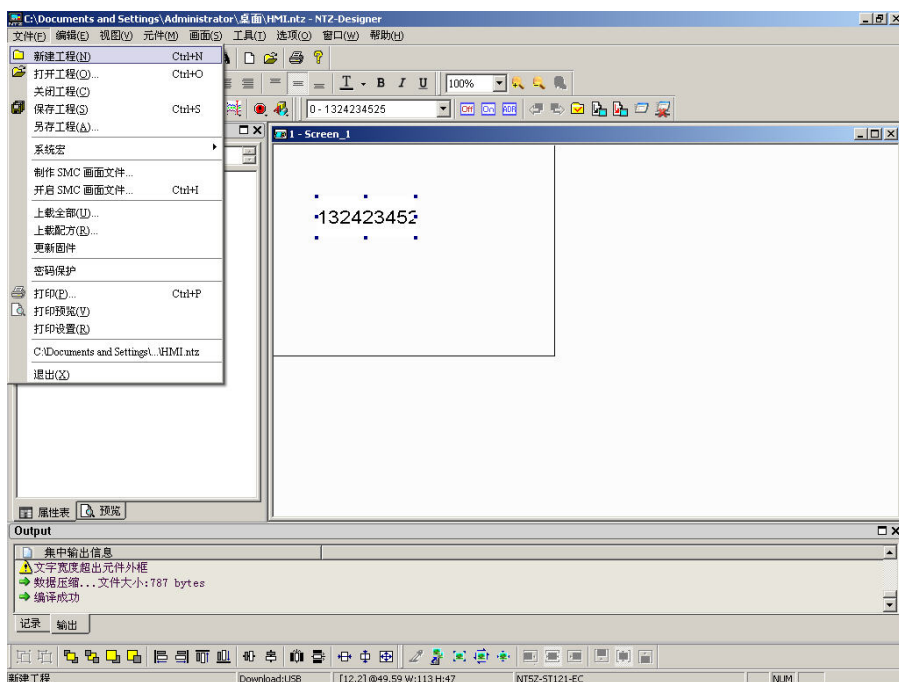 C:\Documents and Settings\Administrator\桌面\HMI.ntz - NTZ-Designer
文件(F) 编辑(E) 视图(V) 元件(M) 画面(S) 工具(T) 选项(O) 窗口(W) 帮助(H)
新建工程(N) Ctrl+N
打开工程(O)... Ctrl+O
关闭工程(C)
保存工程(S) Ctrl+S
另存工程(A)...
系统宏
制作 SMC 画面文件...
开启 SMC 画面文件... Ctrl+I
上载全部(U)...
上载配方(R)...
更新固件
密码保护
打印(P)... Ctrl+P
打印预览(V)
打印设置(R)
C:\Documents and Settings\...\HMI.ntz
退出(X)
I B I U 100%
0 - 1324234525 Off On ADR
1 - Screen_1
132423452
属性表 预览
Output
集中输出信息
文字宽度超出元件外框
数据压缩...文件大小:787 bytes
编译成功
记录 输出
新建工程 Download:USB [12,2]@49,59 W:113 H:47 NT5Z-ST121-EC NUM